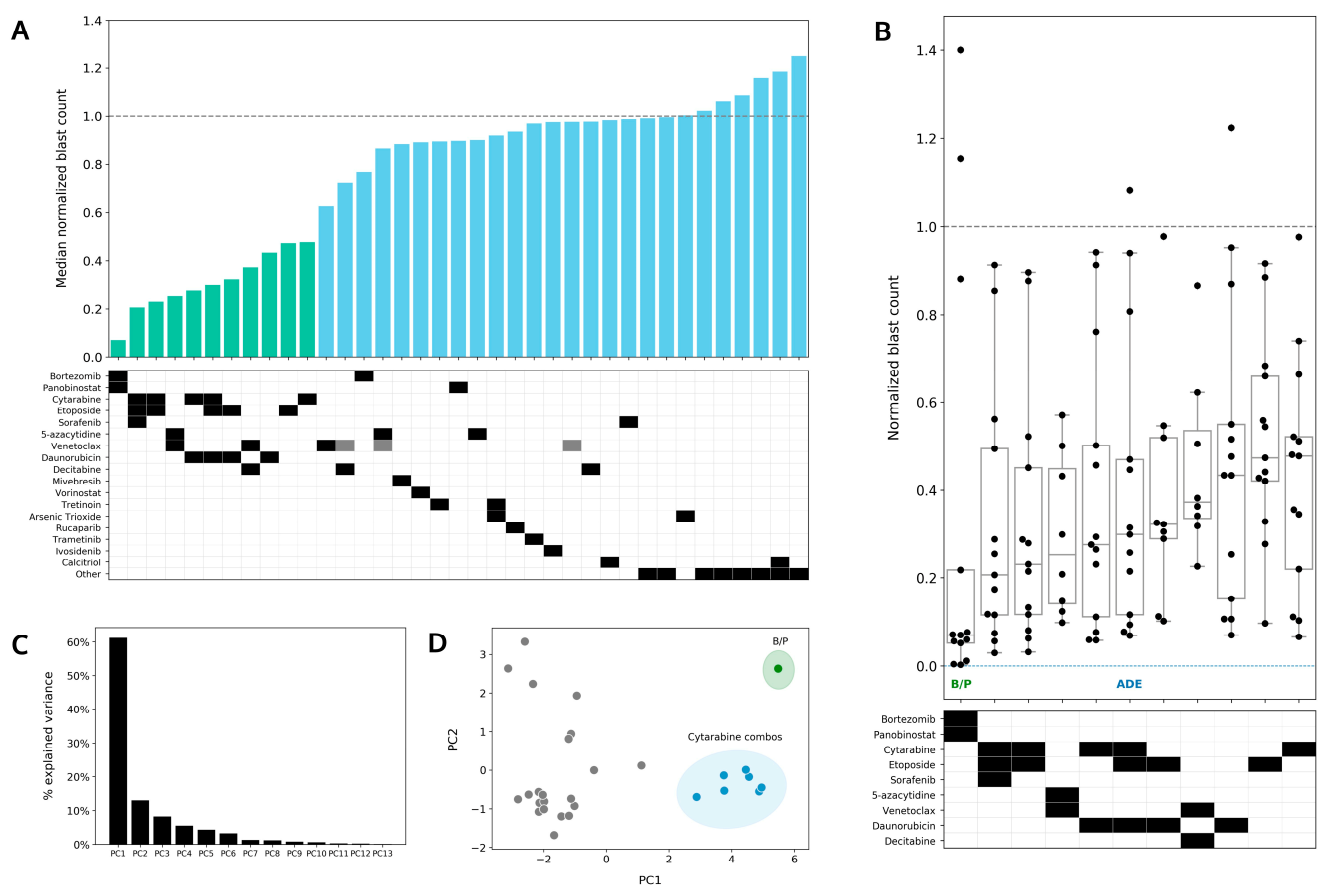 A
Median normalized blast count
1.4
1.2
1.0
0.8
0.6
0.4
0.2
0.0
Bortezomib
Panobinostat
Cytarabine
Etoposide
Sorafenib
5-azacytidine
Venetoclax
Daunorubicin
Decitabine
Mivebresib
Vorinostat
Tretinoin
Arsenic Trioxide
Rucaparib
Trametinib
Ivosidenib
Calcitriol
Other
B
Normalized blast count
1.4
1.2
1.0
0.8
0.6
0.4
0.2
0.0
B/P
ADE
Bortezomib
Panobinostat
Cytarabine
Etoposide
Sorafenib
5-azacytidine
Venetoclax
Daunorubicin
Decitabine
C
% explained variance
60%
50%
40%
30%
20%
10%
0%
PC1 PC2 PC3 PC4 PC5 PC6 PC7 PC8 PC9 PC10 PC11 PC12 PC13
D
PC2
3
2
1
0
−1
−2
B/P
Cytarabine combos
−2 0 2 4 6
PC1